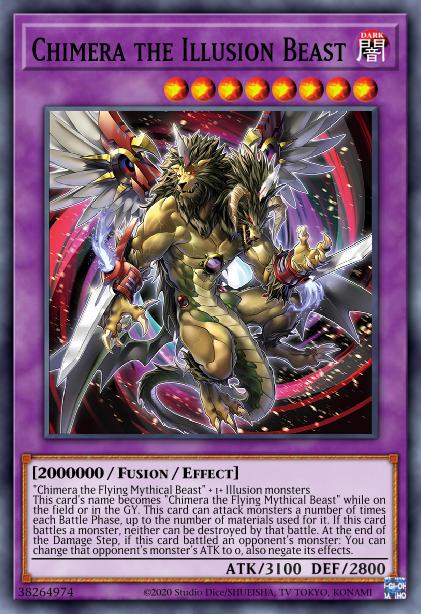 CHIMERA THE ILLUSION BEAST
DARK
闇
[2000000 / FUSION / EFFECT]
"Chimera the Flying Mythical Beast" + 1+ Illusion monsters
This card's name becomes "Chimera the Flying Mythical Beast" while on
the field or in the GY. This card can attack monsters a number of times
each Battle Phase, up to the number of materials used for it. If this card
battles a monster, neither can be destroyed by that battle. At the end of
the Damage Step, if this card battled an opponent's monster: You can
change that opponent's monster's ATK to 0, also negate its effects.
ATK/3100 DEF/2800
38264974
©2020 Studio Dice/SHUEISHA, TV TOKYO, KONAMI